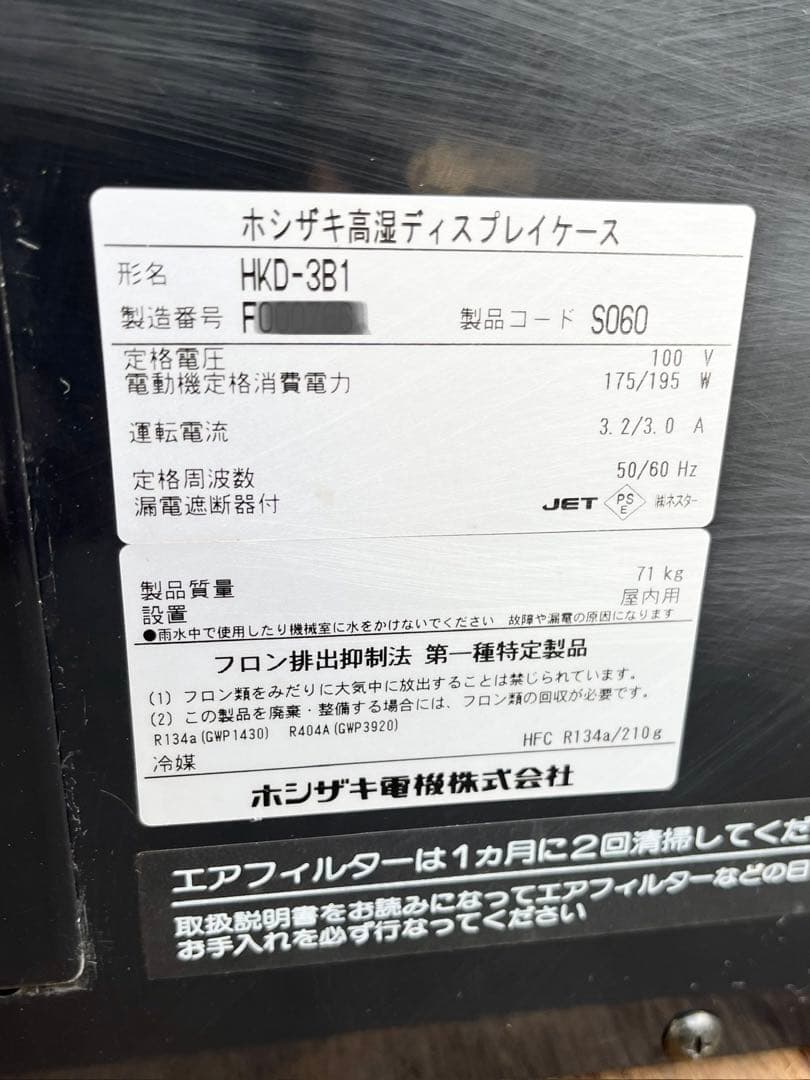 ホシザキ高湿ディスプレイケース
形名 HKD-3B1
製造番号 F 製品コード S060
定格電圧 100 V
電動機定格消費電力 175/195 W
運転電流 3.2/3.0 A
定格周波数 50/60 Hz
漏電遮断器付 JET PSE ㈱ネスター
製品質量 71 kg
設置 屋内用
●雨水中で使用したり機械室に水をかけないでください 故障や漏電の原因になります
フロン排出抑制法 第一種特定製品
(1) フロン類をみだりに大気中に放出することは禁じられています。
(2) この製品を廃棄・整備する場合には、フロン類の回収が必要です。
R134a(GWP1430) R404A(GWP3920)
冷媒 HFC R134a/210g
ホシザキ電機株式会社
エアフィルターは1カ月に2回清掃してくだ
取扱説明書をお読みになってエアフィルターなどの日
お手入れを必ず行なってください